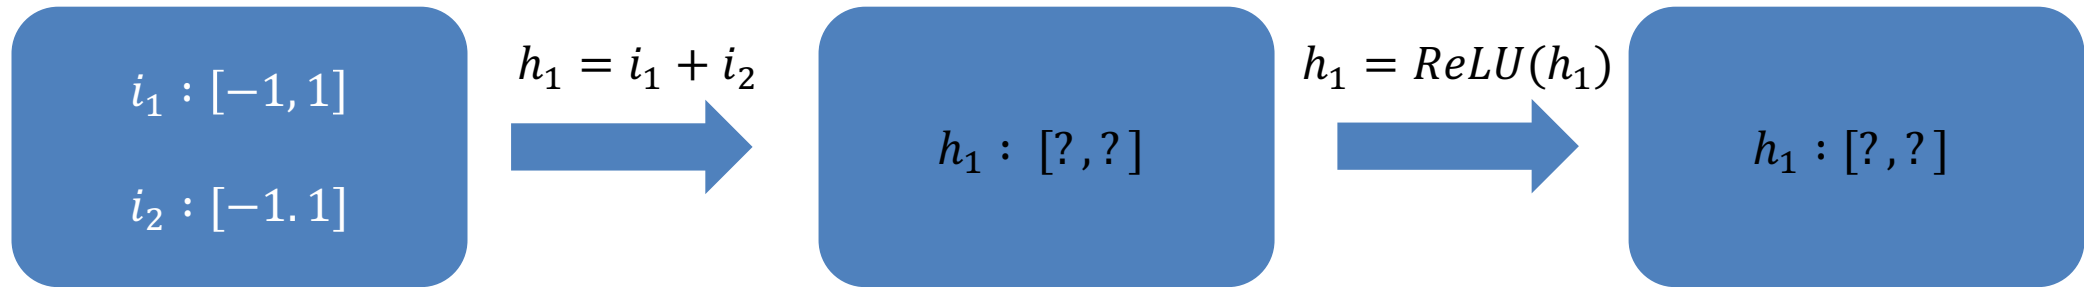 i₁ : [−1, 1]
i₂ : [−1. 1]
h₁ = i₁ + i₂
h₁ : [? , ? ]
h₁ = ReLU(h₁)
h₁ : [? , ? ]